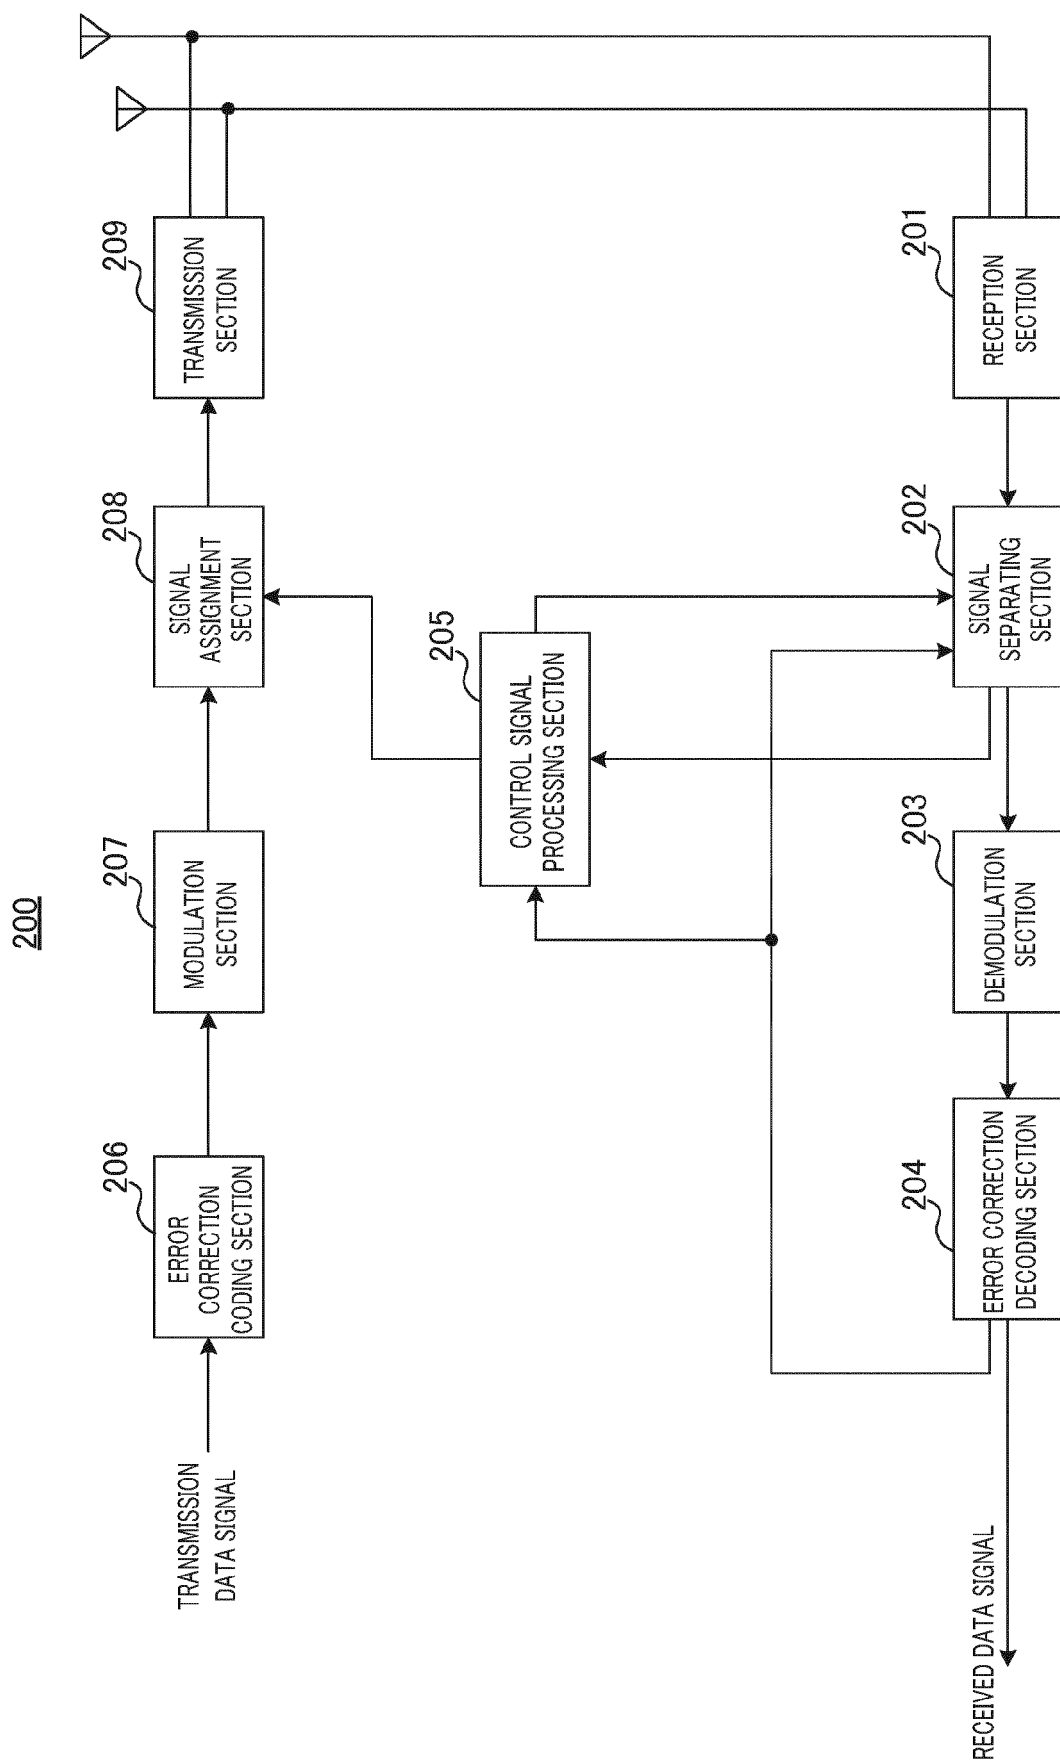 200
TRANSMISSION
DATA SIGNAL
206
ERROR
CORRECTION
CODING SECTION
207
MODULATION
SECTION
208
SIGNAL
ASSIGNMENT
SECTION
209
TRANSMISSION
SECTION
205
CONTROL SIGNAL
PROCESSING SECTION
RECEIVED DATA SIGNAL
204
ERROR CORRECTION
DECODING SECTION
203
DEMODULATION
SECTION
202
SIGNAL
SEPARATING
SECTION
201
RECEPTION
SECTION